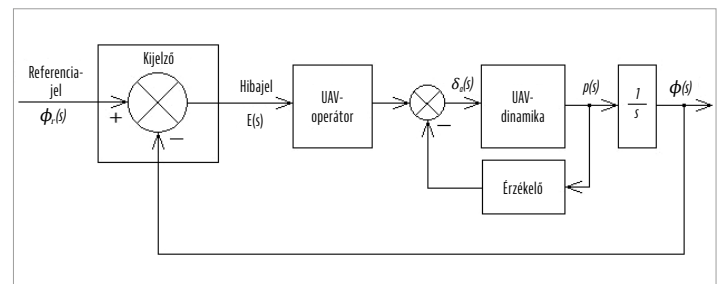 Kijelző
Referencia-
jel
ϕᵣ(s)
+
−
Hibajel
E(s)
UAV-
operátor
−
δₐ(s)
UAV-
dinamika
p(s)
1
s
ϕ(s)
Érzékelő